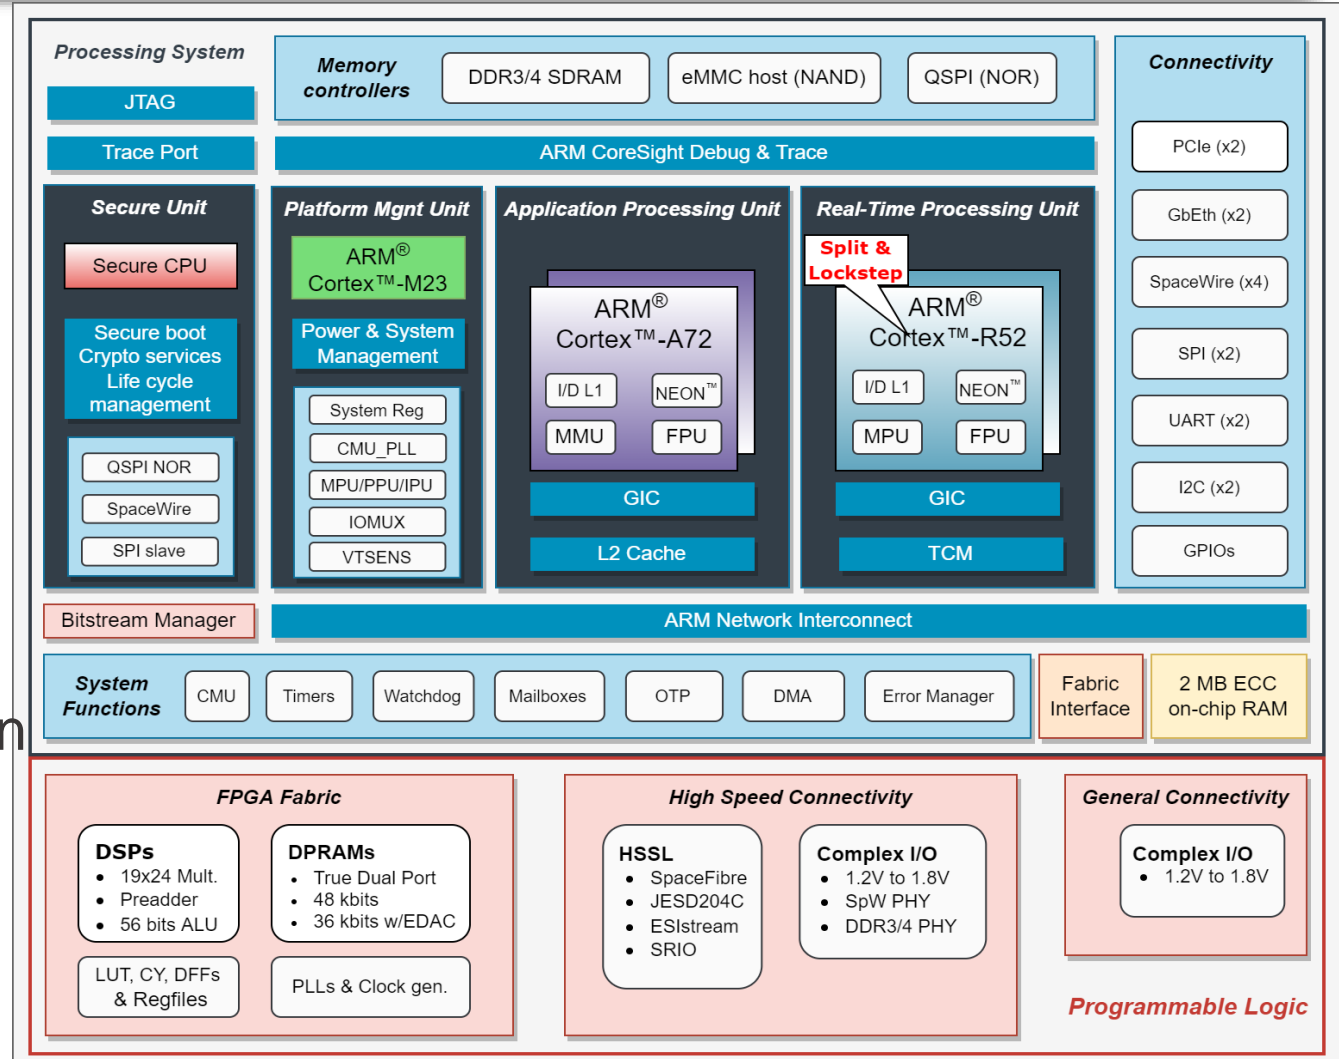 Processing System
JTAG
Trace Port
Memory
controllers
DDR3/4 SDRAM
eMMC host (NAND)
QSPI (NOR)
ARM CoreSight Debug & Trace
Connectivity
PCIe (x2)
GbEth (x2)
SpaceWire (x4)
SPI (x2)
UART (x2)
I2C (x2)
GPIOs
Secure Unit
Secure CPU
Secure boot
Crypto services
Life cycle
management
QSPI NOR
SpaceWire
SPI slave
Platform Mgnt Unit
ARM®
Cortex™-M23
Power & System
Management
System Reg
CMU_PLL
MPU/PPU/IPU
IOMUX
VTSENS
Application Processing Unit
ARM®
Cortex™-A72
I/D L1
NEON™
MMU
FPU
GIC
L2 Cache
Real-Time Processing Unit
Split &
Lockstep
ARM®
Cortex™-R52
I/D L1
NEON™
MPU
FPU
GIC
TCM
Bitstream Manager
ARM Network Interconnect
System
Functions
CMU
Timers
Watchdog
Mailboxes
OTP
DMA
Error Manager
Fabric
Interface
2 MB ECC
on-chip RAM
n
FPGA Fabric
DSPs
• 19x24 Mult.
• Preadder
• 56 bits ALU
DPRAMs
• True Dual Port
• 48 kbits
• 36 kbits w/EDAC
LUT, CY, DFFs
& Regfiles
PLLs & Clock gen.
High Speed Connectivity
HSSL
• SpaceFibre
• JESD204C
• ESIstream
• SRIO
Complex I/O
• 1.2V to 1.8V
• SpW PHY
• DDR3/4 PHY
General Connectivity
Complex I/O
• 1.2V to 1.8V
Programmable Logic